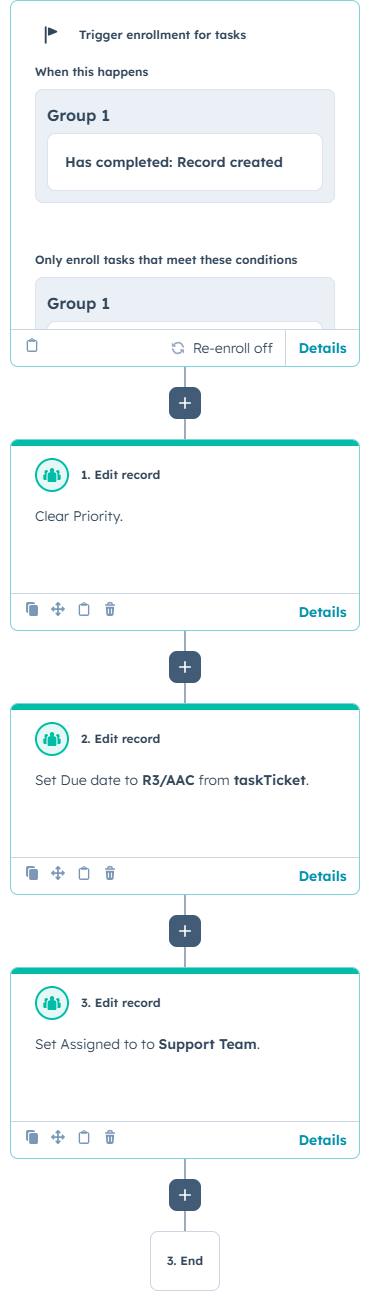 Trigger enrollment for tasks
When this happens
Group 1
Has completed: Record created
Only enroll tasks that meet these conditions
Group 1
Re-enroll off
Details
1. Edit record
Clear Priority.
Details
2. Edit record
Set Due date to R3/AAC from taskTicket.
Details
3. Edit record
Set Assigned to to Support Team.
Details
3. End